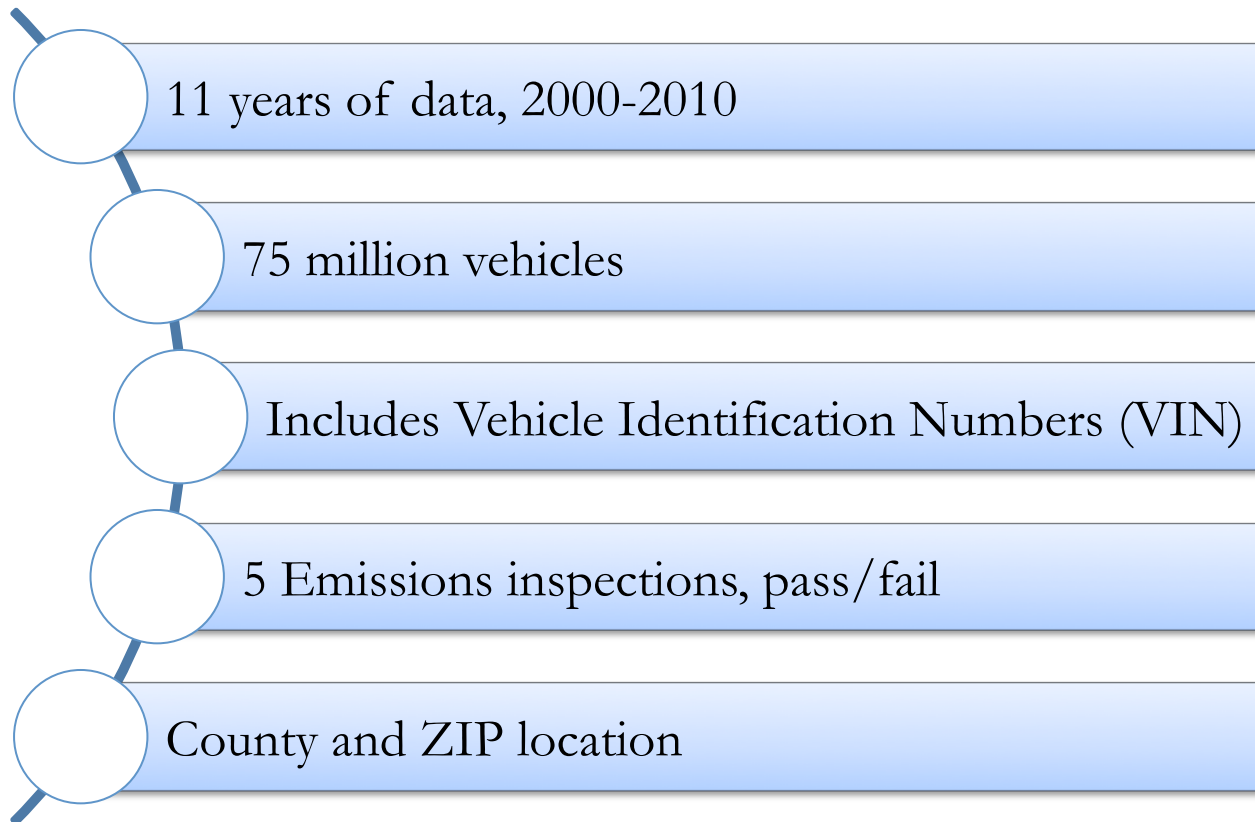 11 years of data, 2000-2010
75 million vehicles
Includes Vehicle Identification Numbers (VIN)
5 Emissions inspections, pass/fail
County and ZIP location